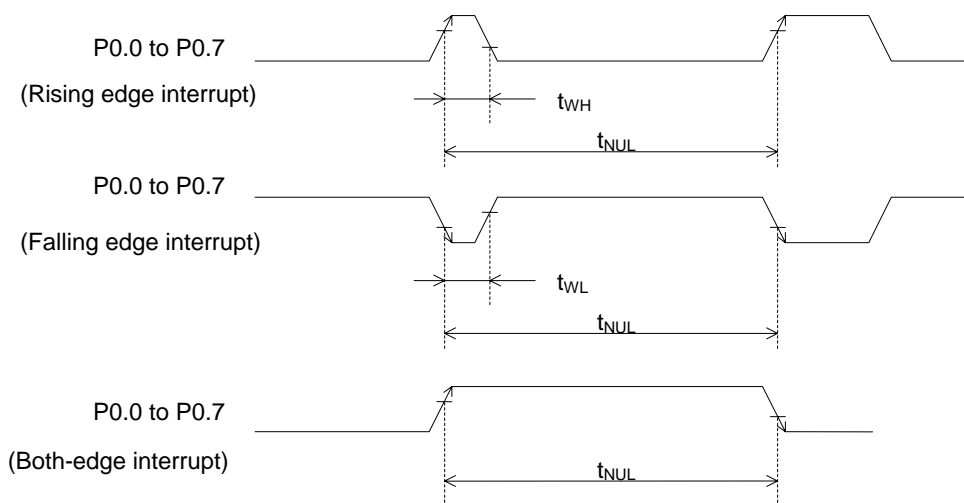 P0.0 to P0.7
(Rising edge interrupt)
tWH
tNUL
P0.0 to P0.7
(Falling edge interrupt)
tWL
tNUL
P0.0 to P0.7
(Both-edge interrupt)
tNUL